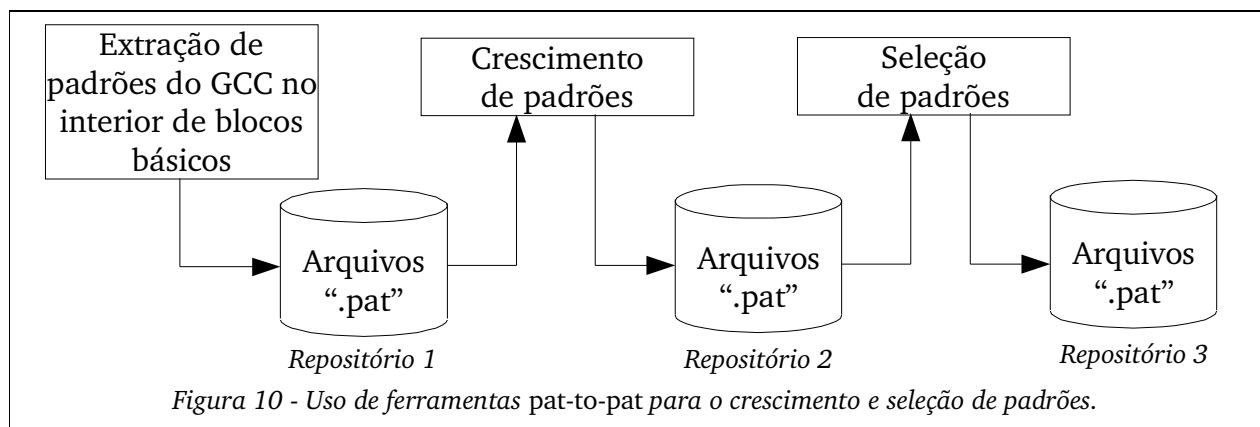 Extração de
padrões do GCC no
interior de blocos
básicos
Crescimento
de padrões
Seleção
de padrões
Arquivos
“.pat”
Repositório 1
Arquivos
“.pat”
Repositório 2
Arquivos
“.pat”
Repositório 3
Figura 10 - Uso de ferramentas pat-to-pat para o crescimento e seleção de padrões.